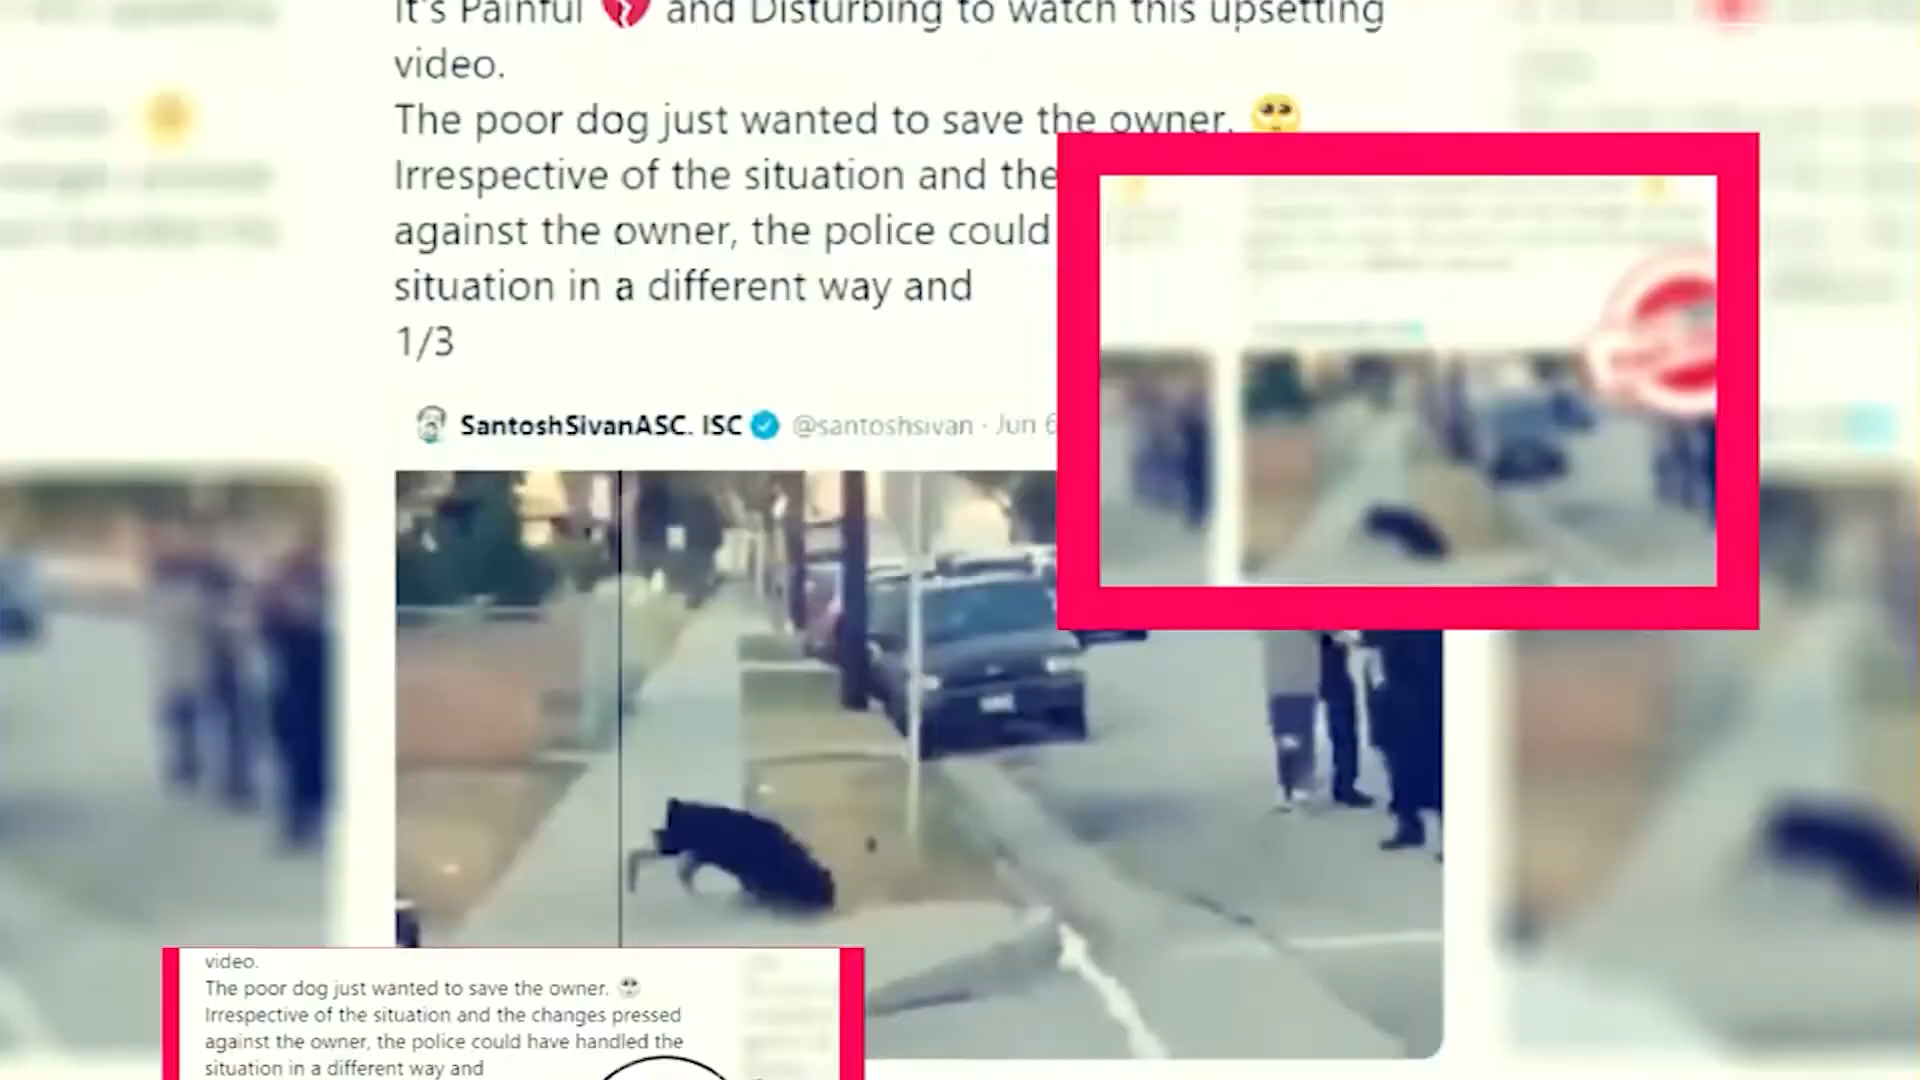 It's Painful 💔 and Disturbing to watch this upsetting
video.
The poor dog just wanted to save the owner. 🥺
Irrespective of the situation and the
against the owner, the police could
situation in a different way and
1/3
SantoshSivanASC. ISC @santoshsivan · Jun 6
video.
The poor dog just wanted to save the owner. 🥺
Irrespective of the situation and the changes pressed
against the owner, the police could have handled the
situation in a different way and